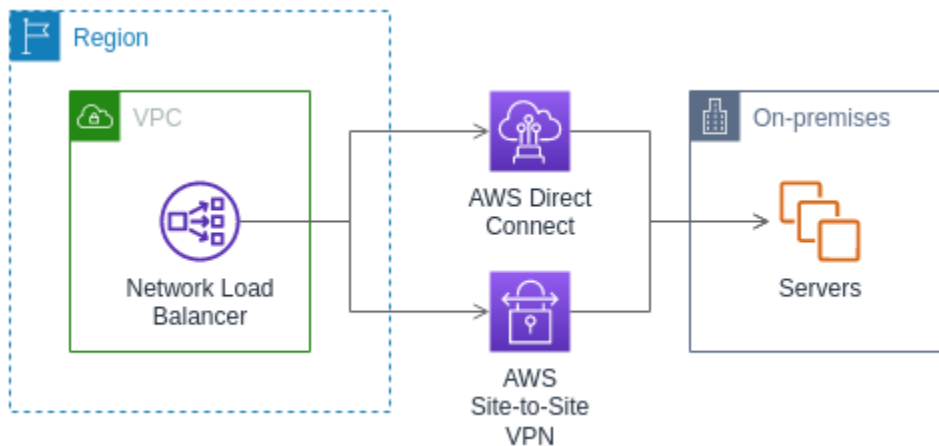 Region
VPC
On-premises
AWS Direct
Connect
Network Load
Balancer
Servers
AWS
Site-to-Site
VPN